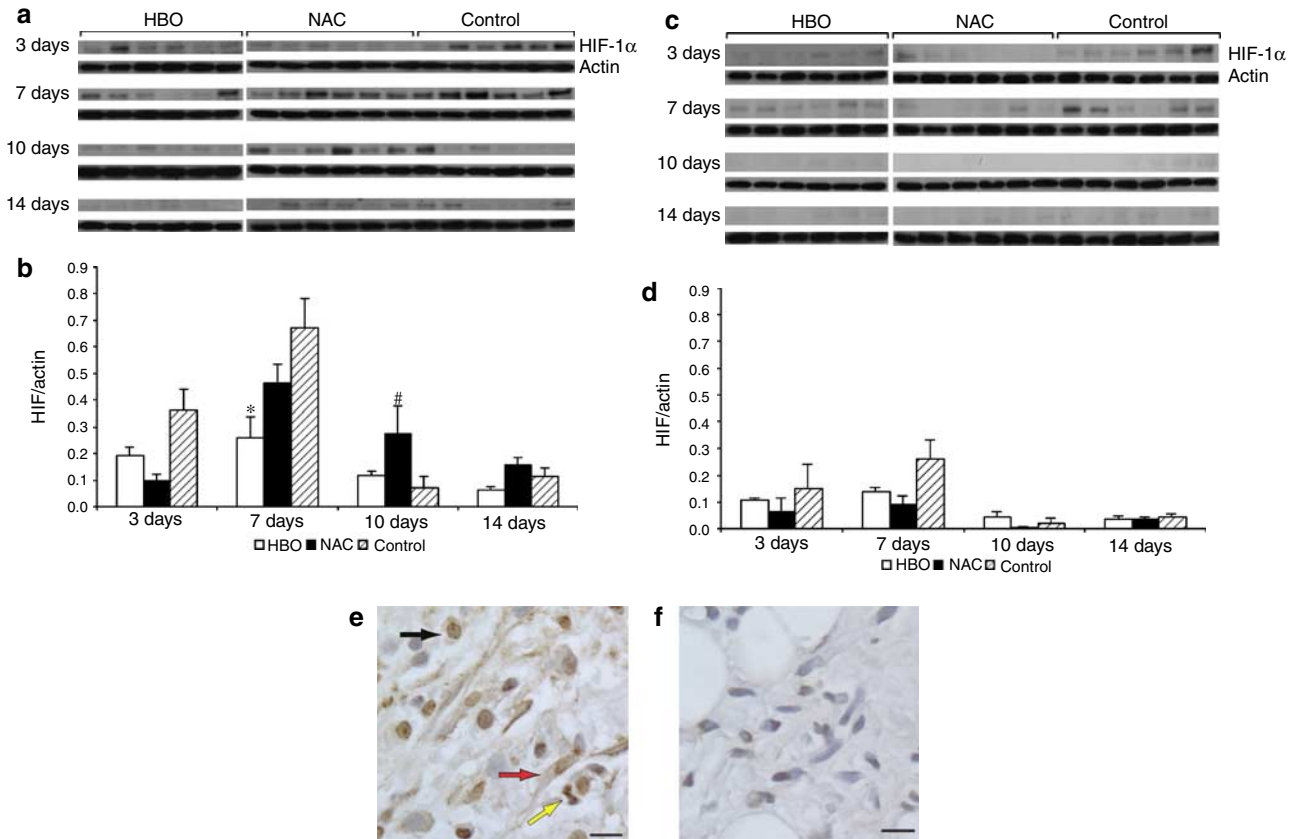 a
HBO NAC Control
3 days HIF-1α
Actin
7 days
10 days
14 days
b
0.9
0.8
0.7
0.6
0.5
0.4
0.3
0.2
0.1
0.0
HIF/actin
* #
3 days 7 days 10 days 14 days
HBO NAC Control
c
HBO NAC Control
3 days HIF-1α
Actin
7 days
10 days
14 days
d
0.9
0.8
0.7
0.6
0.5
0.4
0.3
0.2
0.1
0.0
HIF/actin
3 days 7 days 10 days 14 days
HBO NAC Control
e f